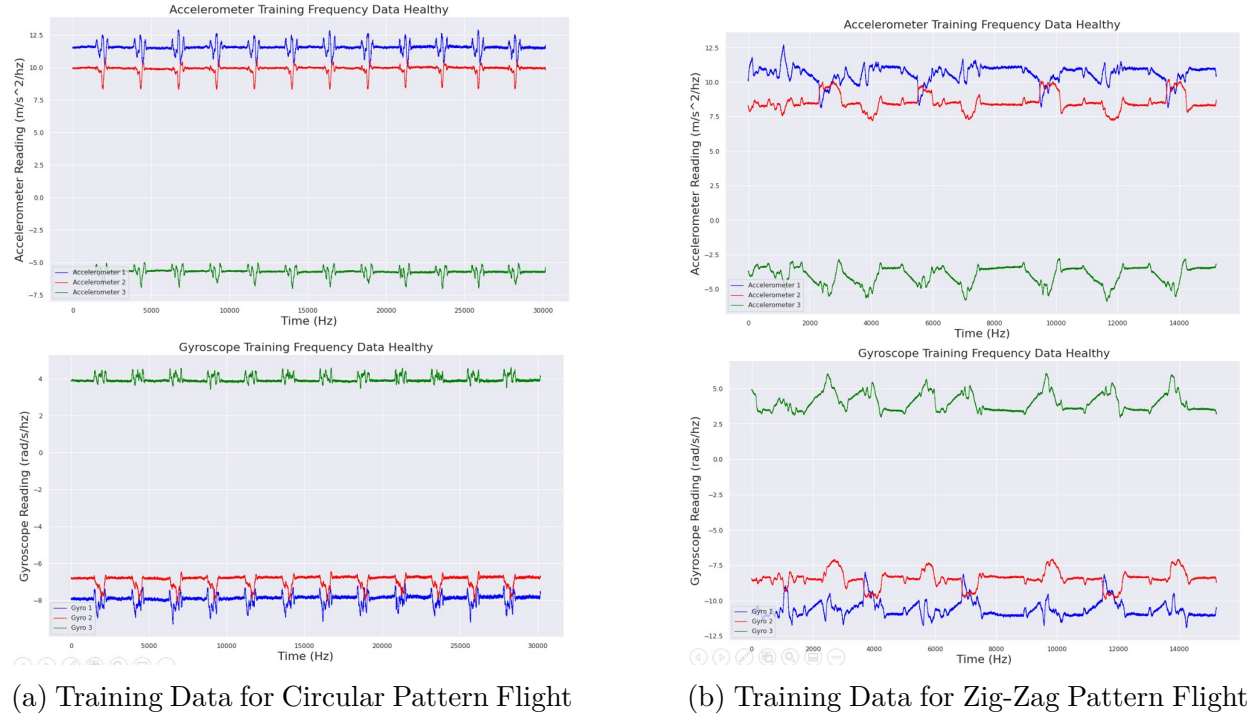 Accelerometer Training Frequency Data Healthy
Accelerometer Reading (m/s^2/hz)
12.5
10.0
7.5
5.0
2.5
0.0
−2.5
−5.0
−7.5
Accelerometer 1
Accelerometer 2
Accelerometer 3
0 5000 10000 15000 20000 25000 30000
Time (Hz)
Gyroscope Training Frequency Data Healthy
Gyroscope Reading (rad/s/hz)
4
2
0
−2
−4
−6
−8
Gyro 1
Gyro 2
Gyro 3
0 5000 10000 15000 20000 25000 30000
Time (Hz)
(a) Training Data for Circular Pattern Flight
Accelerometer Training Frequency Data Healthy
Accelerometer Reading (m/s^2/hz)
12.5
10.0
7.5
5.0
2.5
0.0
−2.5
−5.0
Accelerometer 1
Accelerometer 2
Accelerometer 3
0 2000 4000 6000 8000 10000 12000 14000
Time (Hz)
Gyroscope Training Frequency Data Healthy
Gyroscope Reading (rad/s/hz)
5.0
2.5
0.0
−2.5
−5.0
−7.5
−10.0
−12.5
Gyro 1
Gyro 2
Gyro 3
0 2000 4000 6000 8000 10000 12000 14000
Time (Hz)
(b) Training Data for Zig-Zag Pattern Flight